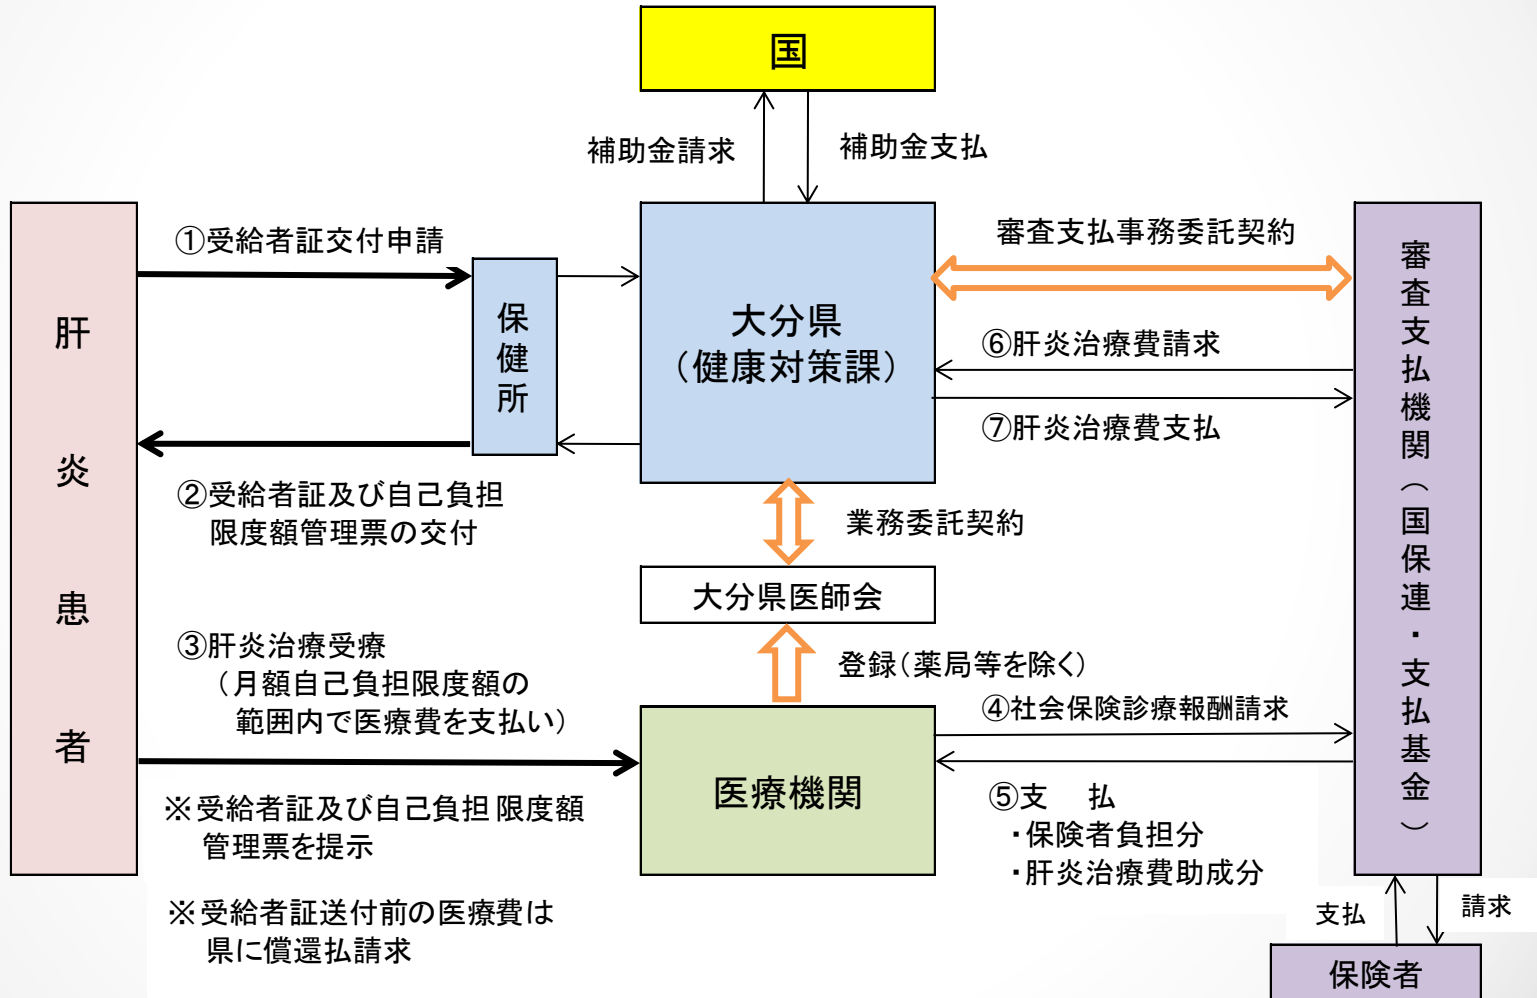 国
補助金請求
補助金支払
①受給者証交付申請
審査支払事務委託契約
肝炎患者
保健所
大分県
（健康対策課）
⑥肝炎治療費請求
⑦肝炎治療費支払
審査支払機関（国保連・支払基金）
②受給者証及び自己負担
限度額管理票の交付
業務委託契約
大分県医師会
③肝炎治療受療
（月額自己負担限度額の
範囲内で医療費を支払い）
登録（薬局等を除く）
④社会保険診療報酬請求
医療機関
⑤支　払
・保険者負担分
・肝炎治療費助成分
※受給者証及び自己負担限度額
管理票を提示
※受給者証送付前の医療費は
県に償還払請求
支払
請求
保険者